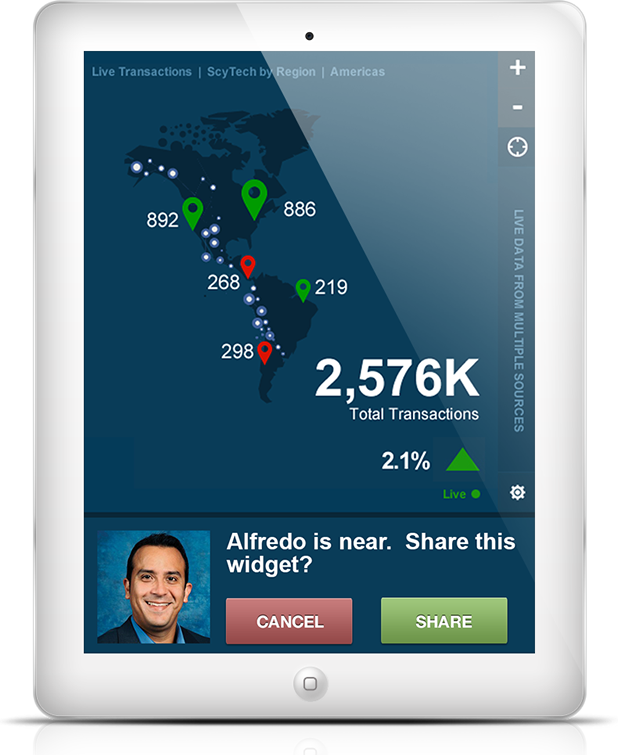 Live Transactions | ScyTech by Region | Americas
+
-
LIVE DATA FROM MULTIPLE SOURCES
892
886
268
219
298
2,576K
Total Transactions
2.1%
Live
Alfredo is near. Share this
widget?
CANCEL
SHARE